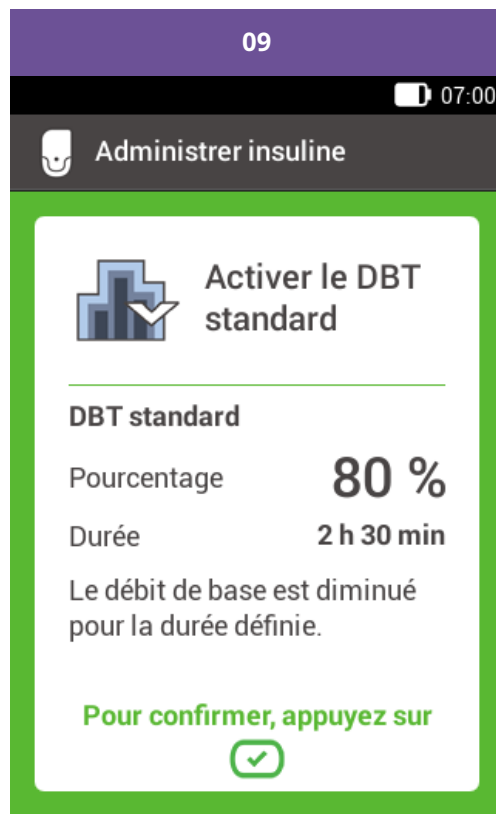 09
07:00
Administrer insuline
Activer le DBT
standard
DBT standard
Pourcentage 80 %
Durée 2 h 30 min
Le débit de base est diminué
pour la durée définie.
Pour confirmer, appuyez sur